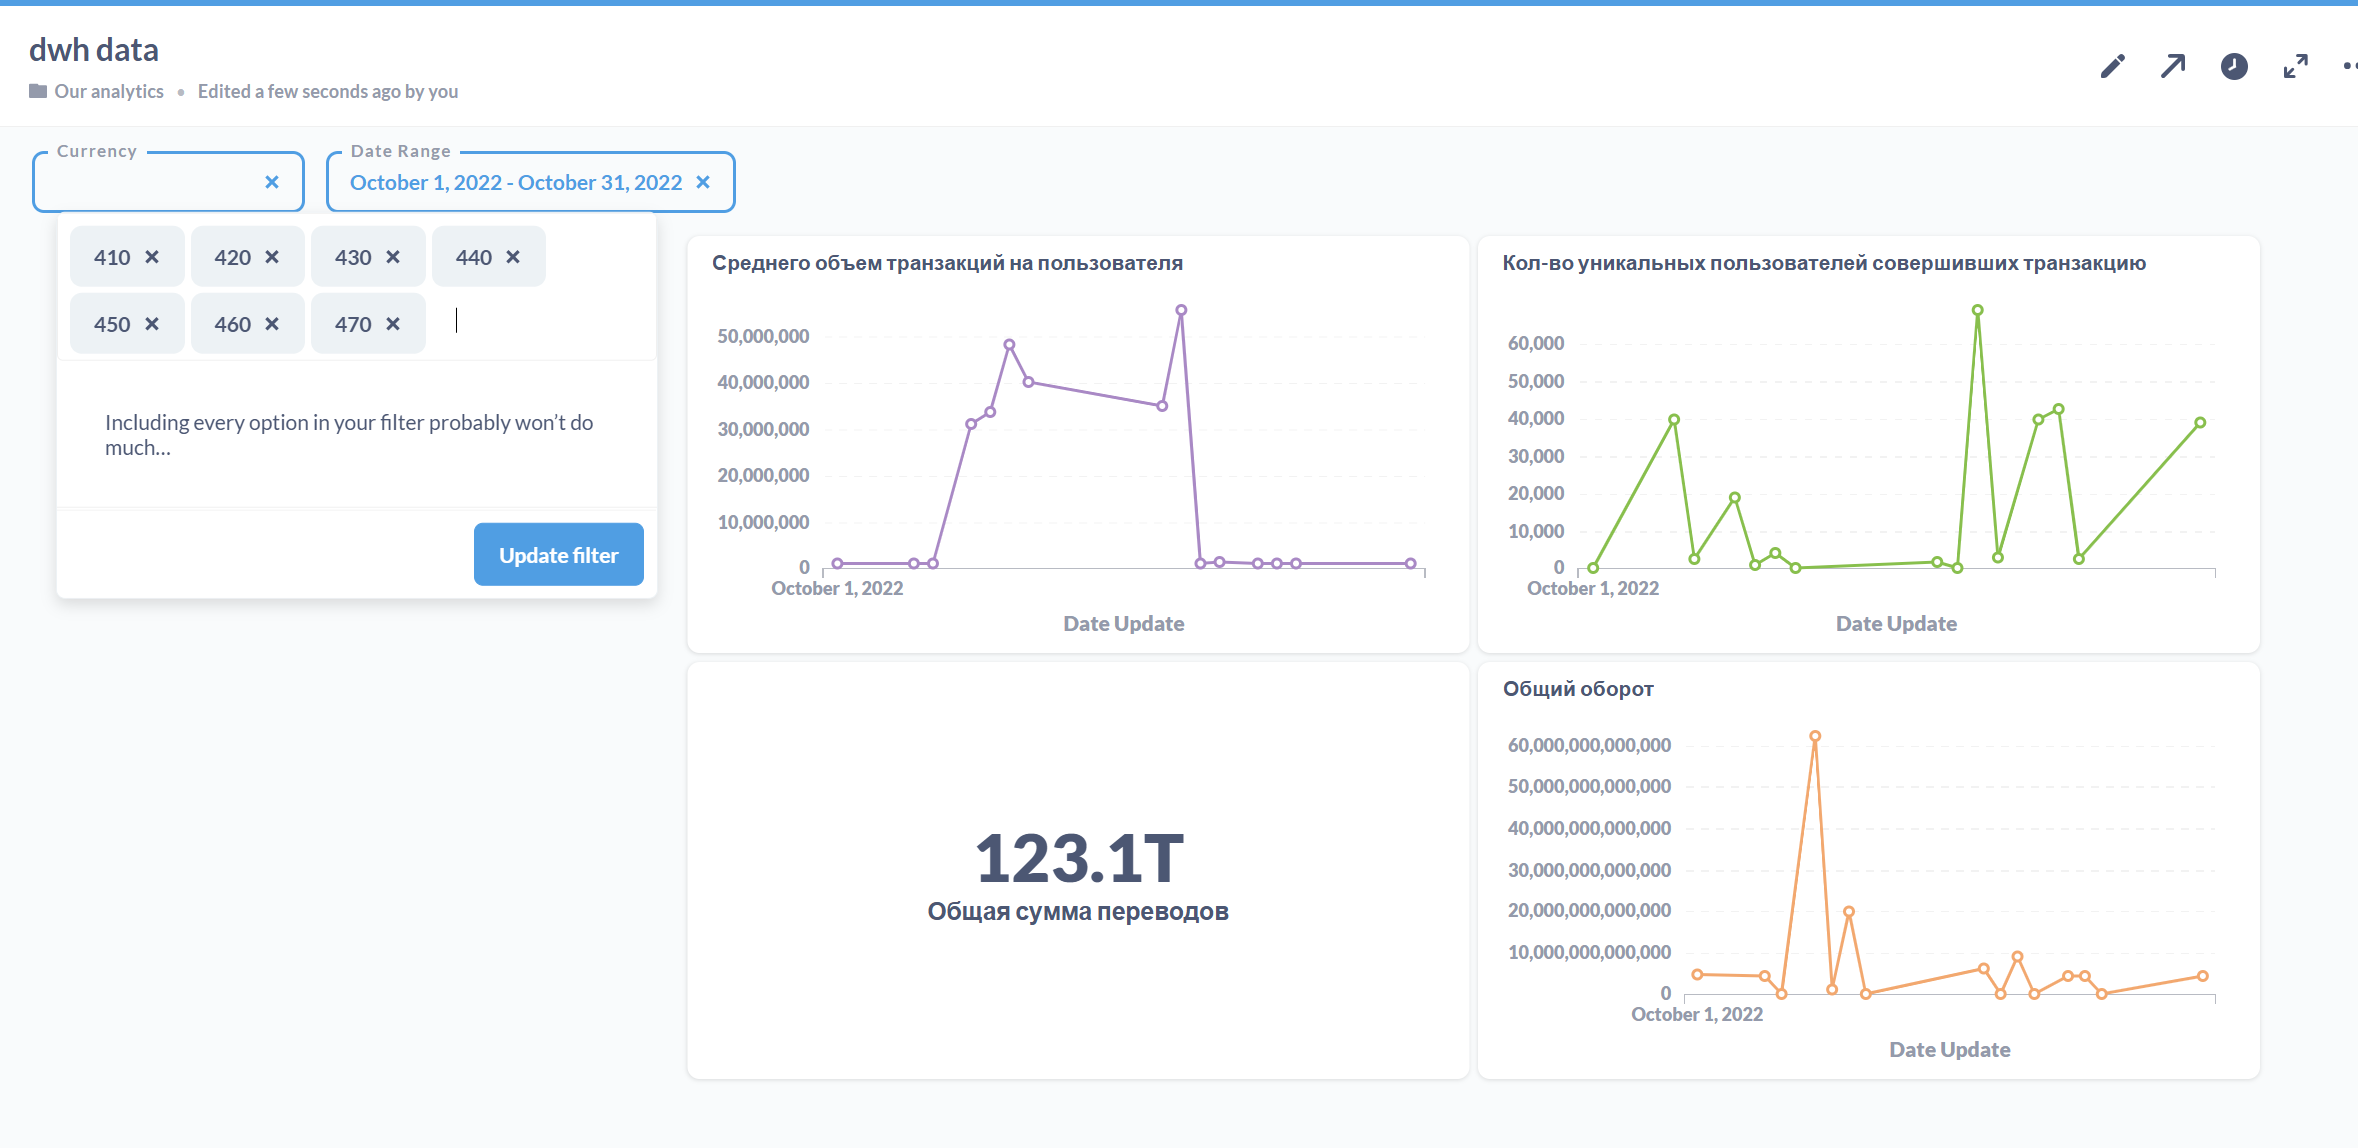 dwh data
Our analytics • Edited a few seconds ago by you
Currency
Date Range
October 1, 2022 - October 31, 2022
410 420 430 440
450 460 470
Including every option in your filter probably won’t do
much...
Update filter
Среднего объем транзакций на пользователя
50,000,000
40,000,000
30,000,000
20,000,000
10,000,000
0
October 1, 2022
Date Update
Кол-во уникальных пользователей совершивших транзакцию
60,000
50,000
40,000
30,000
20,000
10,000
0
October 1, 2022
Date Update
123.1T
Общая сумма переводов
Общий оборот
60,000,000,000,000
50,000,000,000,000
40,000,000,000,000
30,000,000,000,000
20,000,000,000,000
10,000,000,000,000
0
October 1, 2022
Date Update